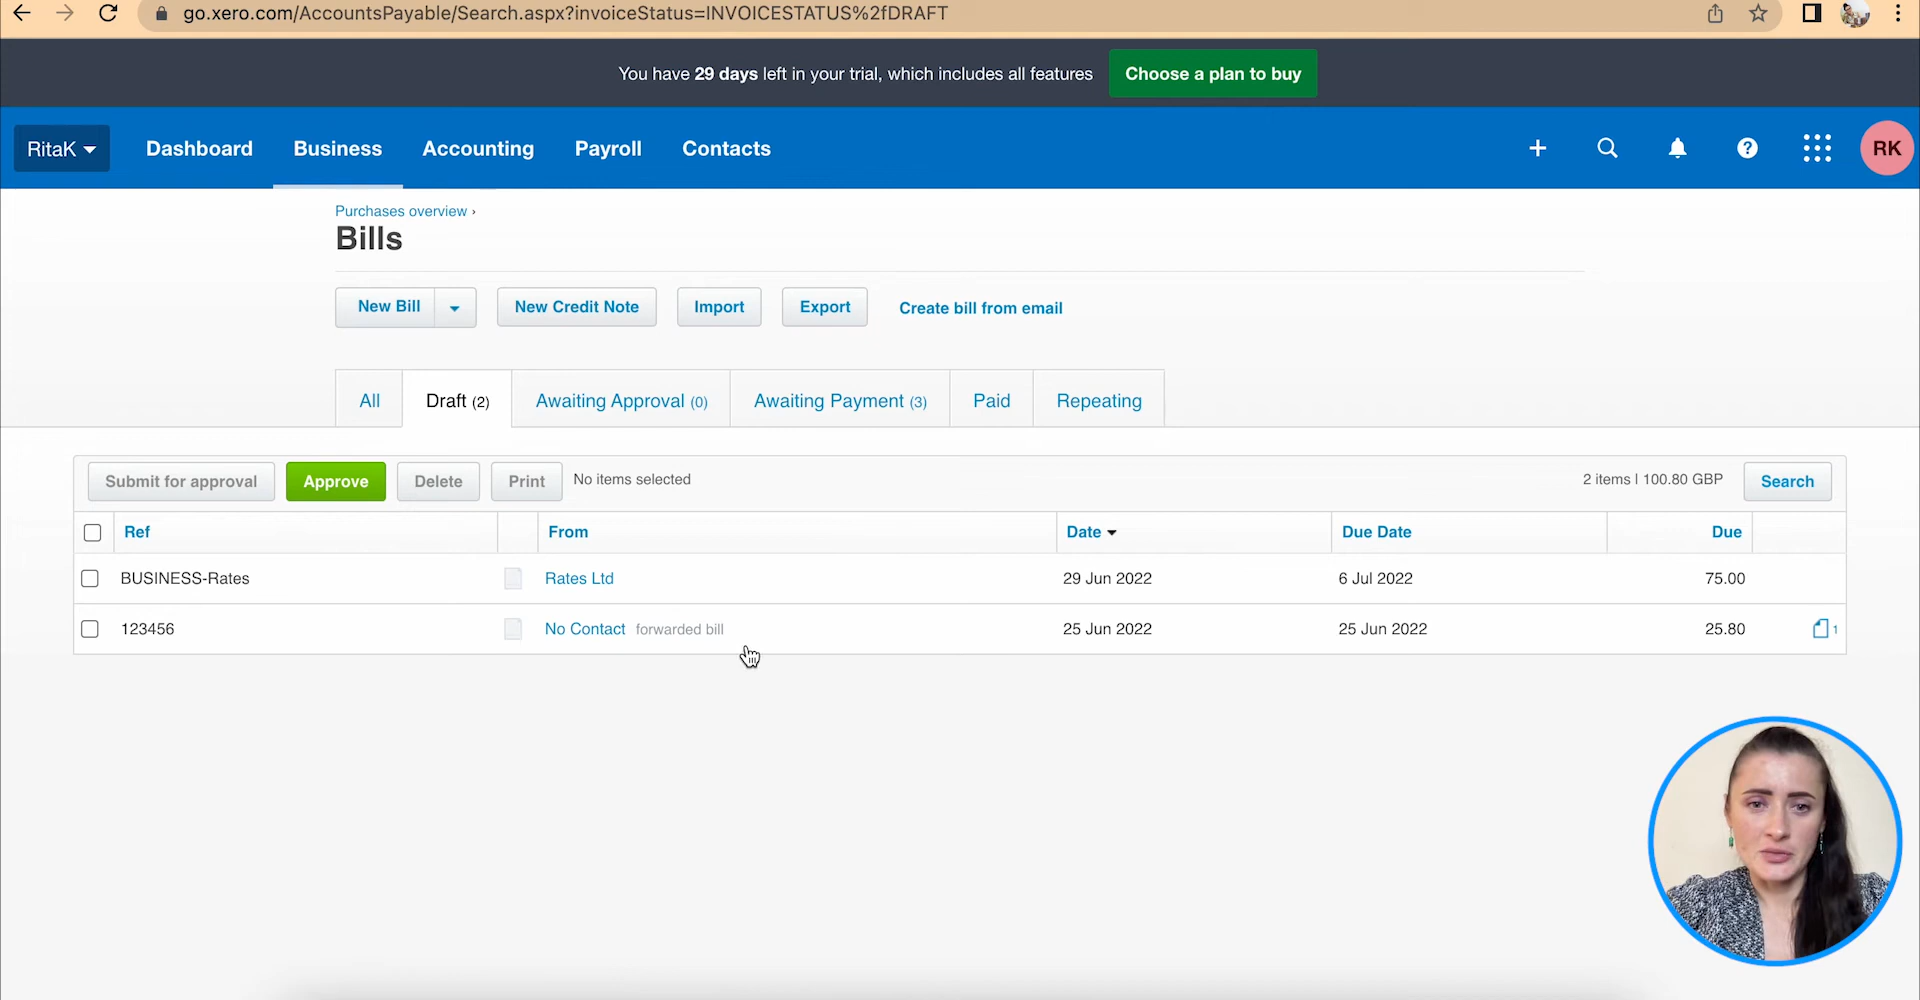 go.xero.com/AccountsPayable/Search.aspx?invoiceStatus=INVOICESTATUS%2fDRAFT
You have 29 days left in your trial, which includes all features Choose a plan to buy
RitaK Dashboard Business Accounting Payroll Contacts + ? RK
Purchases overview ›
Bills
New Bill New Credit Note Import Export Create bill from email
All Draft (2) Awaiting Approval (0) Awaiting Payment (3) Paid Repeating
Submit for approval Approve Delete Print No items selected 2 items | 100.80 GBP Search
Ref From Date Due Date Due
BUSINESS-Rates Rates Ltd 29 Jun 2022 6 Jul 2022 75.00
123456 No Contact forwarded bill 25 Jun 2022 25 Jun 2022 25.80 1